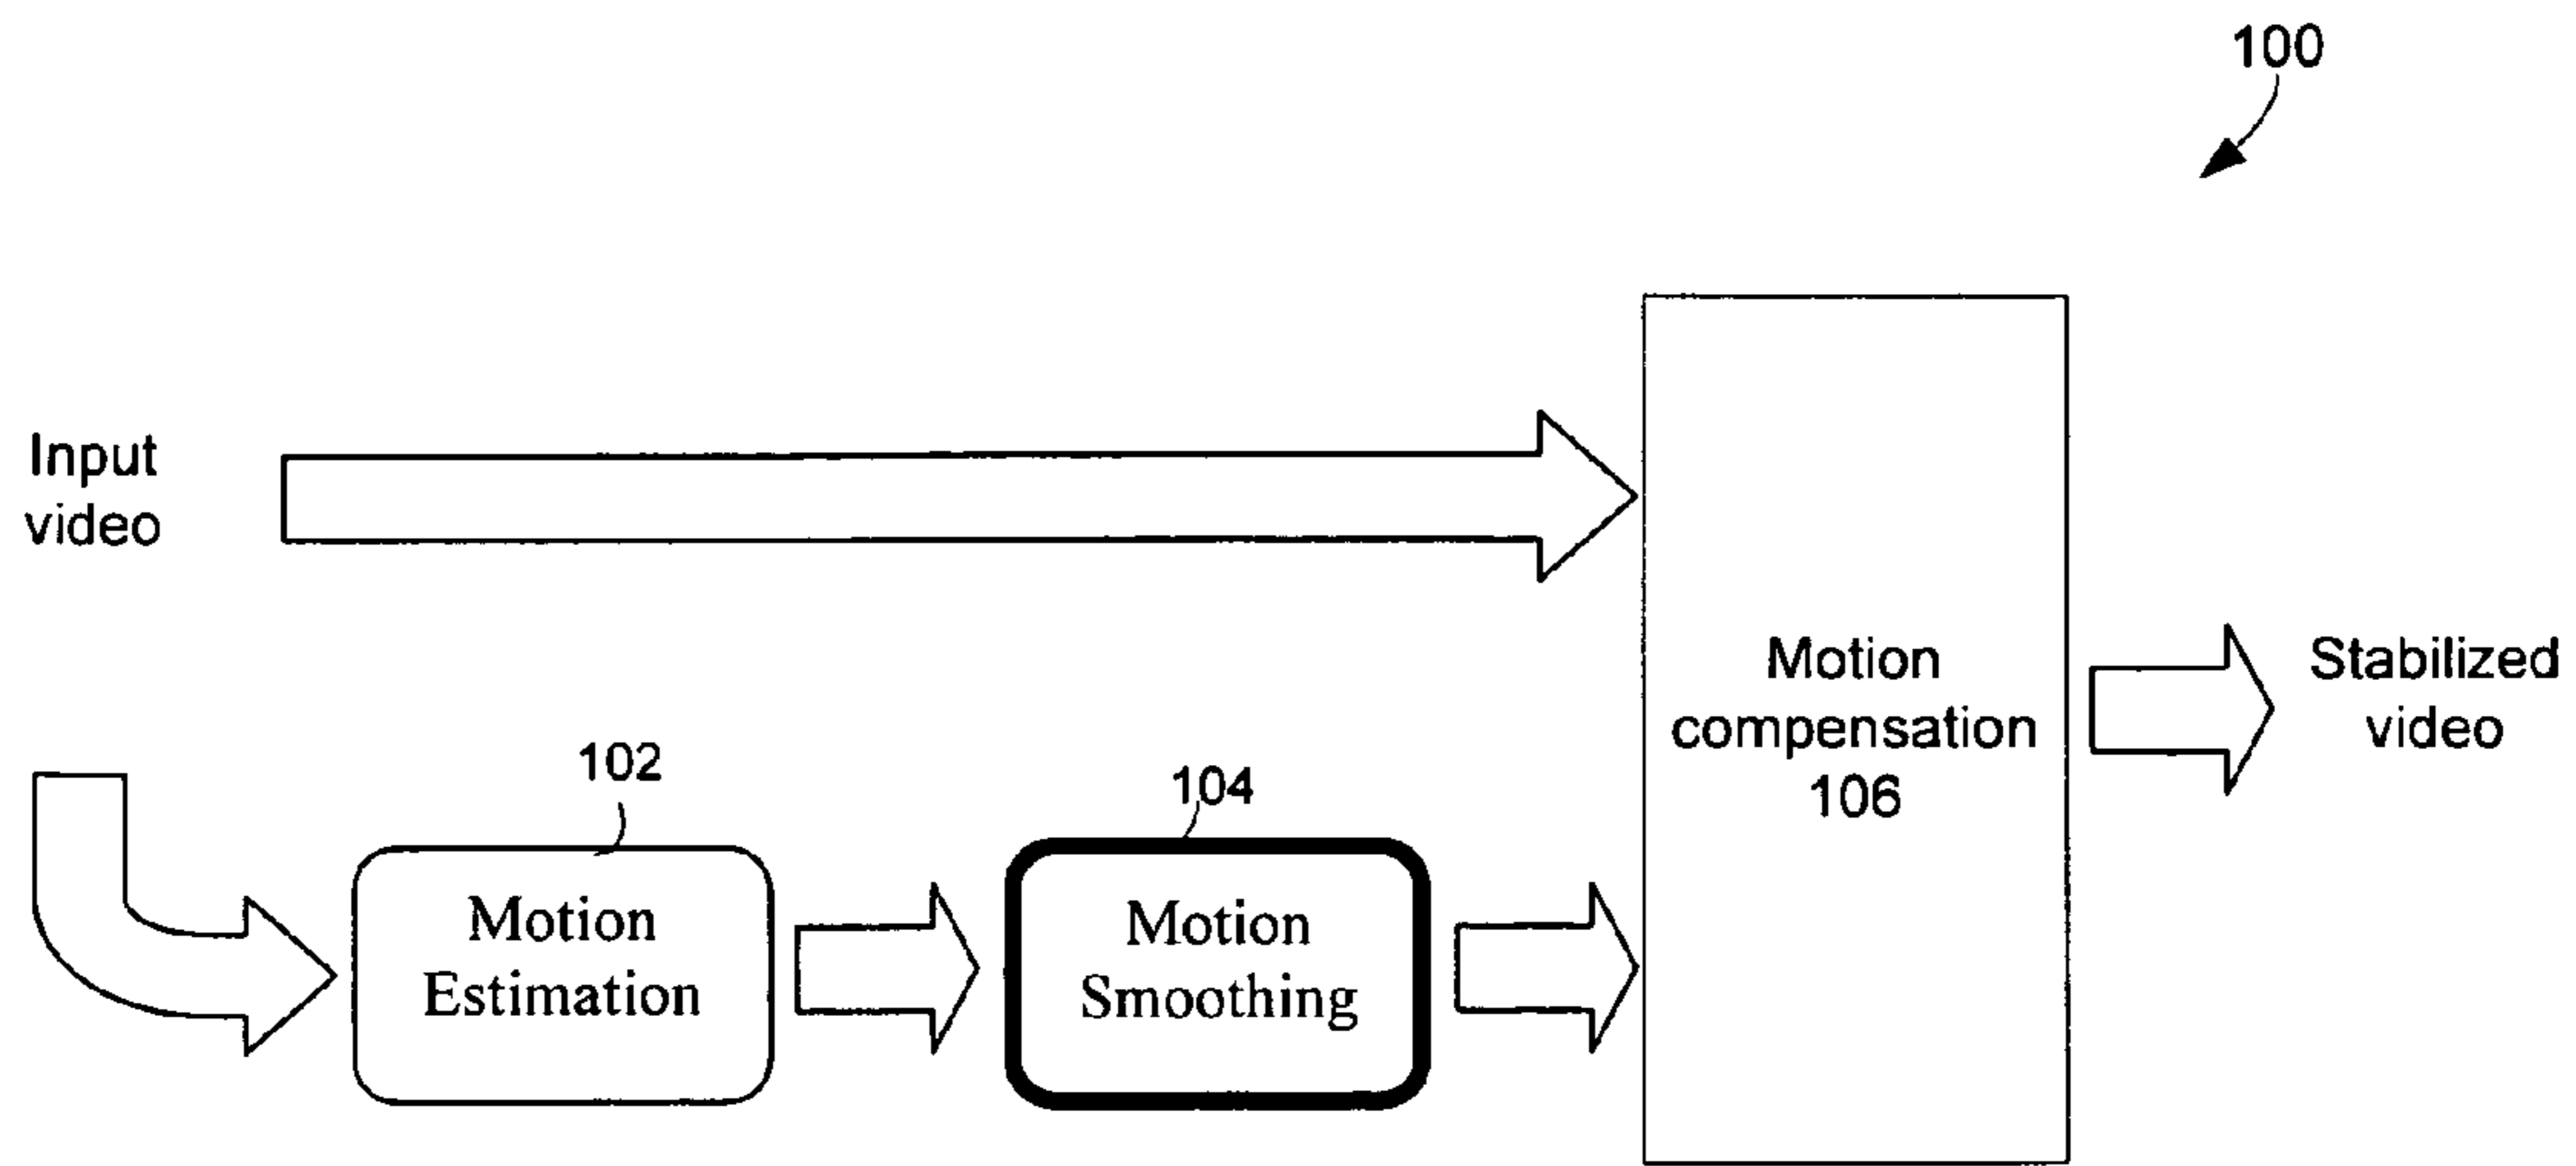 100
Input
video
Motion
compensation
106
Stabilized
video
102
Motion
Estimation
104
Motion
Smoothing